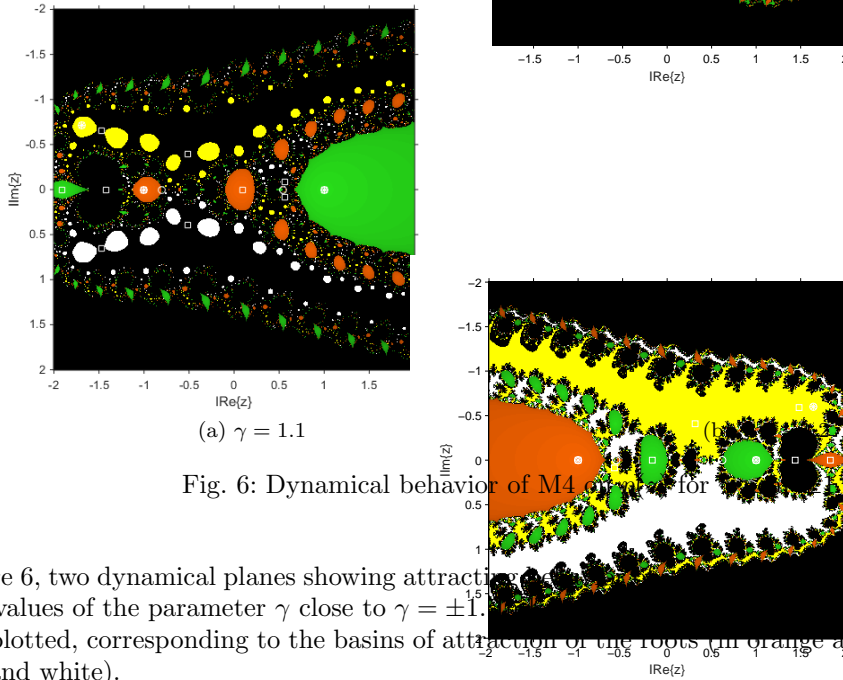 -2
-1.5
-1
-0.5
0
0.5
1
1.5
2
IIm{z}
-2 -1.5 -1 -0.5 0 0.5 1 1.5
IRe{z}
(a) γ = 1.1
−1.5 −1 −0.5 0 0.5 1 1.5
IRe{z}
−2
−1.5
−1
−0.5
0
0.5
1
1.5
IIm{z}
−2 −1.5 −1 −0.5 0 0.5 1 1.5
IRe{z}
(b)
Fig. 6: Dynamical behavior of M4 for
e 6, two dynamical planes showing attracting
values of the parameter γ close to γ = ±1.
plotted, corresponding to the basins of attraction of the roots (in orange a
and white).